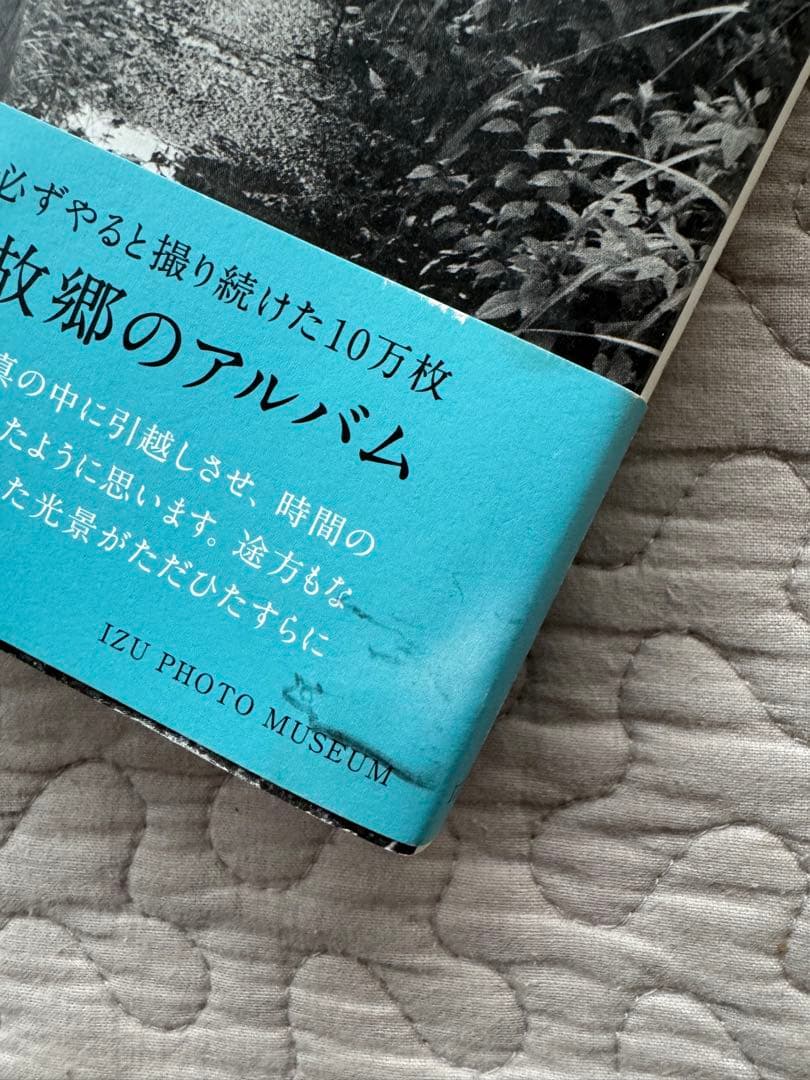 必ずやると撮り続けた10万枚
故郷のアルバム
真の中に引越しさせ、時間の
たように思います。途方もな
た光景がただひたすらに
IZU PHOTO MUSEUM